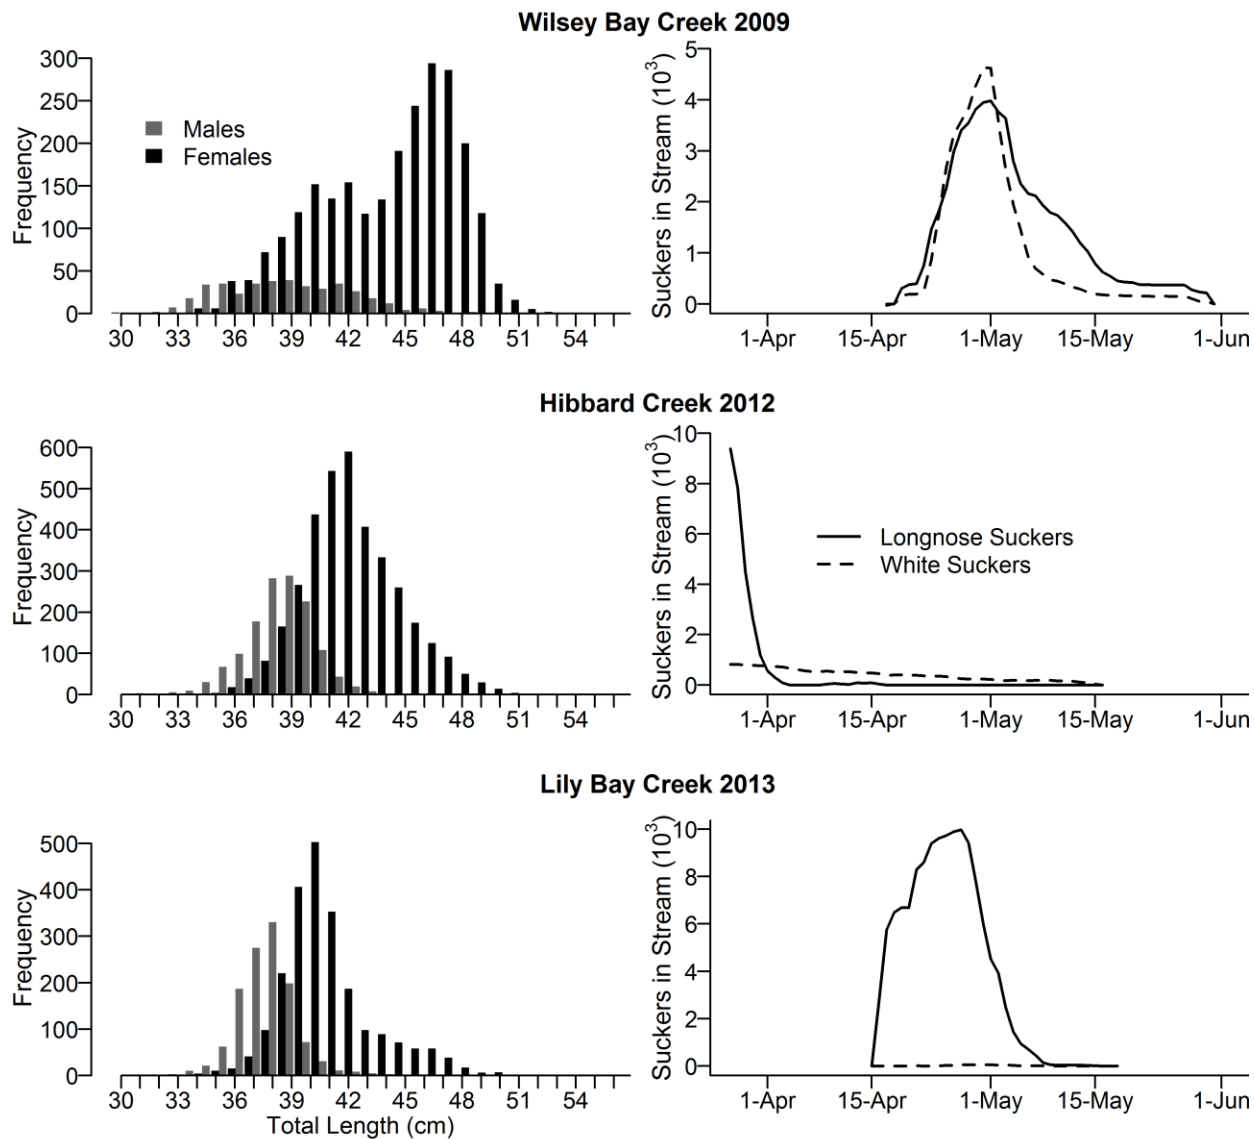 Wilsey Bay Creek 2009
300
250
200
150
100
50
0
Frequency
Males
Females
30 33 36 39 42 45 48 51 54
5
4
3
2
1
0
Suckers in Stream (10³)
1-Apr 15-Apr 1-May 15-May 1-Jun
Hibbard Creek 2012
600
500
400
300
200
100
0
Frequency
30 33 36 39 42 45 48 51 54
10
8
6
4
2
0
Suckers in Stream (10³)
Longnose Suckers
White Suckers
1-Apr 15-Apr 1-May 15-May 1-Jun
Lily Bay Creek 2013
500
400
300
200
100
0
Frequency
30 33 36 39 42 45 48 51 54
Total Length (cm)
10
8
6
4
2
0
Suckers in Stream (10³)
1-Apr 15-Apr 1-May 15-May 1-Jun